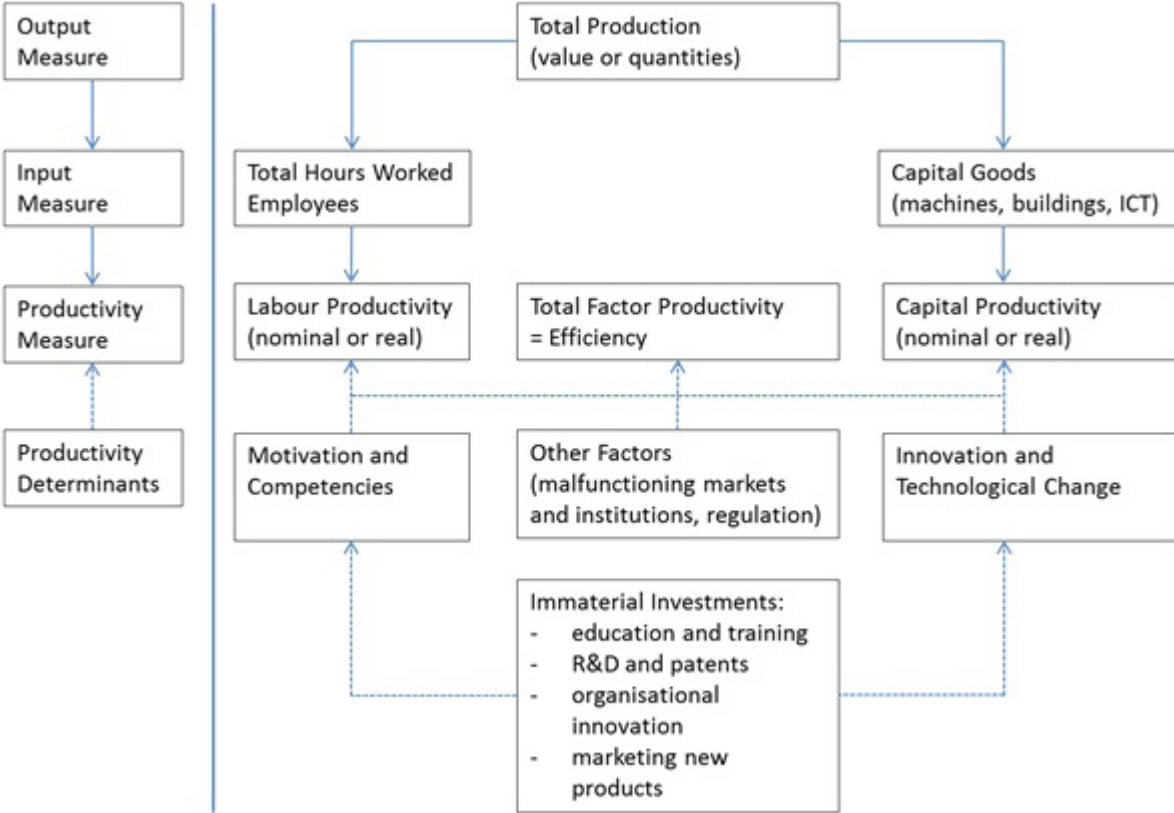 Output
Measure
Total Production
(value or quantities)
Input
Measure
Total Hours Worked
Employees
Capital Goods
(machines, buildings, ICT)
Productivity
Measure
Labour Productivity
(nominal or real)
Total Factor Productivity
= Efficiency
Capital Productivity
(nominal or real)
Productivity
Determinants
Motivation and
Competencies
Other Factors
(malfunctioning markets
and institutions, regulation)
Innovation and
Technological Change
Immaterial Investments:
- education and training
- R&D and patents
- organisational
innovation
- marketing new
products